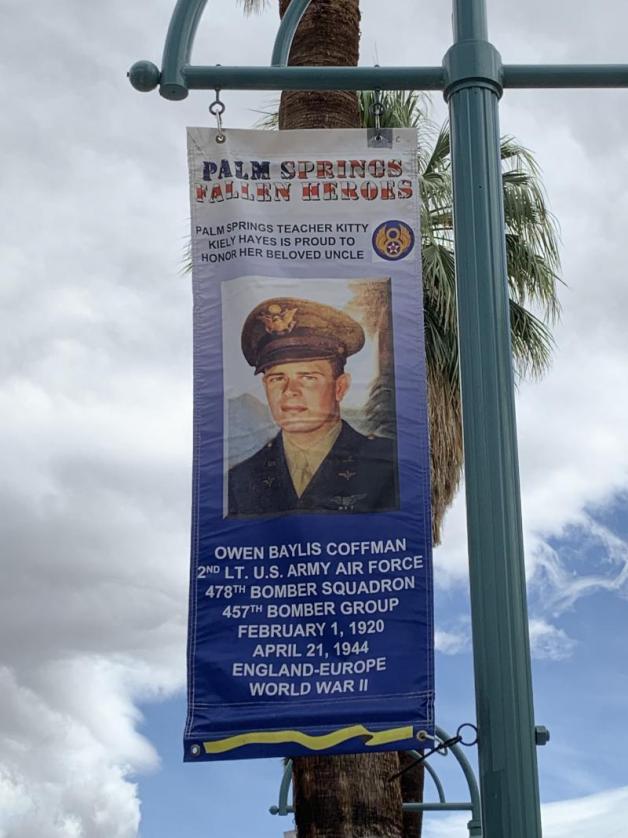 PALM SPRINGS
FALLEN HEROES
PALM SPRINGS TEACHER KITTY
KIELY HAYES IS PROUD TO
HONOR HER BELOVED UNCLE
OWEN BAYLIS COFFMAN
2ND LT. U.S. ARMY AIR FORCE
478TH BOMBER SQUADRON
457TH BOMBER GROUP
FEBRUARY 1, 1920
APRIL 21, 1944
ENGLAND-EUROPE
WORLD WAR II